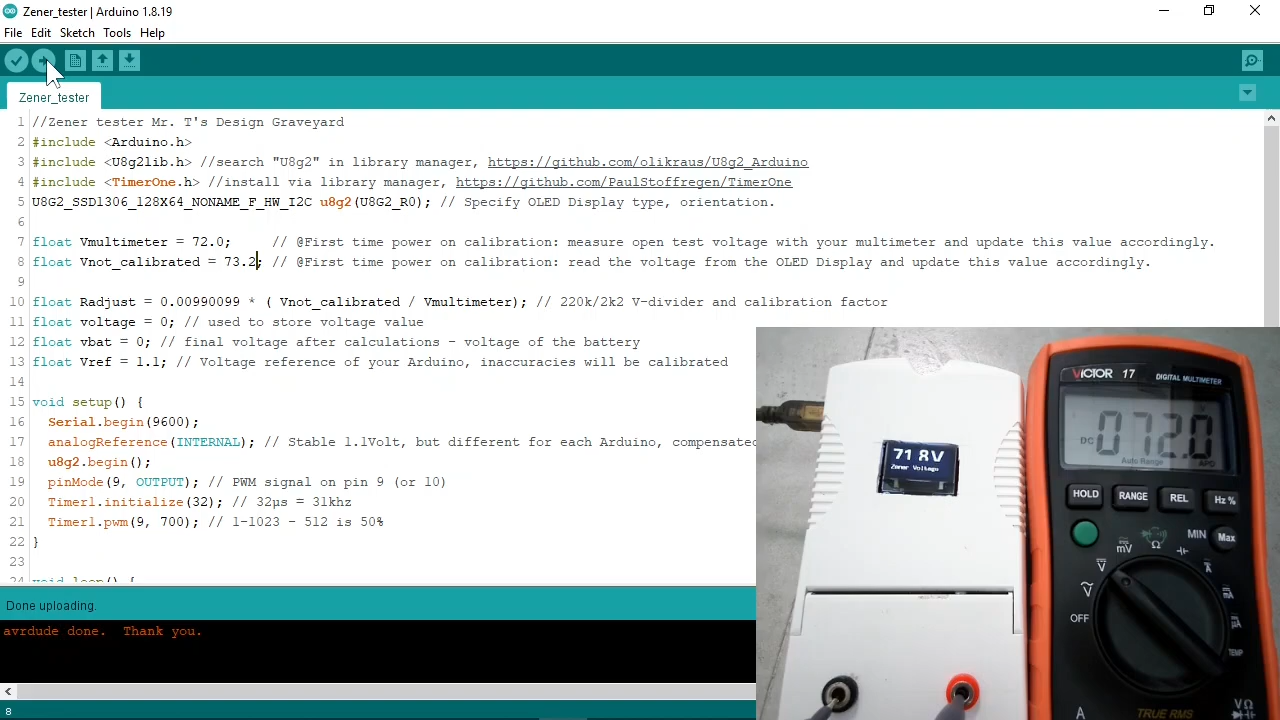 Zener_tester | Arduino 1.8.19
File Edit Sketch Tools Help
Zener_tester
1 //Zener tester Mr. T's Design Graveyard
2 #include <Arduino.h>
3 #include <U8g2lib.h> //search "U8g2" in library manager, https://github.com/olikraus/U8g2_Arduino
4 #include <TimerOne.h> //install via library manager, https://github.com/PaulStoffregen/TimerOne
5 U8G2_SSD1306_128X64_NONAME_F_HW_I2C u8g2(U8G2_R0); // Specify OLED Display type, orientation.
6
7 float Vmultimeter = 72.0; // @First time power on calibration: measure open test voltage with your multimeter and update this value accordingly.
8 float Vnot_calibrated = 73.2; // @First time power on calibration: read the voltage from the OLED Display and update this value accordingly.
9
10 float Radjust = 0.00990099 * ( Vnot_calibrated / Vmultimeter); // 220k/2k2 V-divider and calibration factor
11 float voltage = 0; // used to store voltage value
12 float vbat = 0; // final voltage after calculations - voltage of the battery
13 float Vref = 1.1; // Voltage reference of your Arduino, inaccuracies will be calibrated
14
15 void setup() {
16 Serial.begin(9600);
17 analogReference(INTERNAL); // Stable 1.1Volt, but different for each Arduino, compensated
18 u8g2.begin();
19 pinMode(9, OUTPUT); // PWM signal on pin 9 (or 10)
20 Timer1.initialize(32); // 32µs = 31khz
21 Timer1.pwm(9, 700); // 1-1023 - 512 is 50%
22 }
23
24 void loop() {
Done uploading.
avrdude done. Thank you.
8
71.8V
Zener Voltage
VICTOR 17 DIGITAL MULTIMETER
DC 072.0
Auto Range APO
HOLD RANGE REL Hz%
MIN Max
mV Ω
V
OFF
TEMP
A
TRUE RMS
VΩ